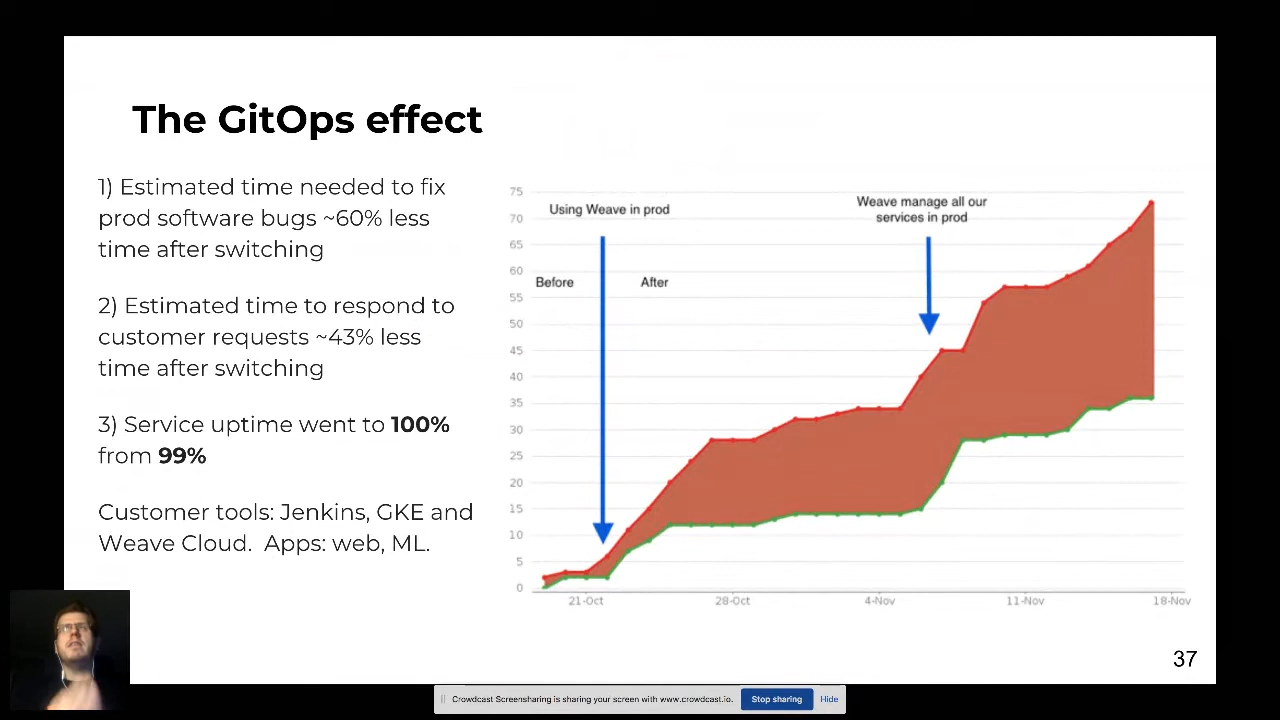 The GitOps effect
1) Estimated time needed to fix
prod software bugs ~60% less
time after switching
2) Estimated time to respond to
customer requests ~43% less
time after switching
3) Service uptime went to 100%
from 99%
Customer tools: Jenkins, GKE and
Weave Cloud. Apps: web, ML.
Using Weave in prod
Weave manage all our
services in prod
Before
After
75
70
65
60
55
50
45
40
35
30
25
20
15
10
5
0
21-Oct
28-Oct
4-Nov
11-Nov
18-Nov
37
Crowdcast Screensharing is sharing your screen with www.crowdcast.io.
Stop sharing
Hide